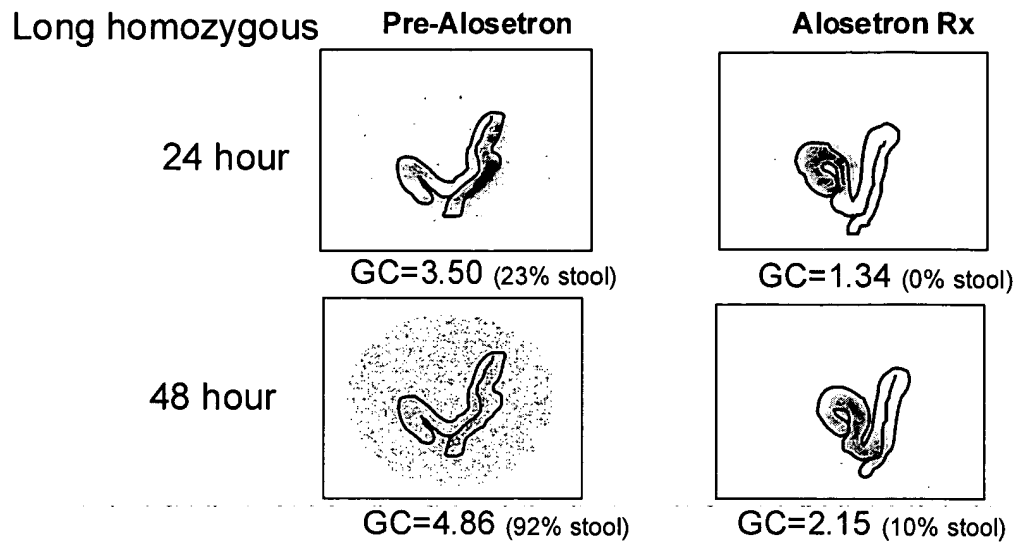 Long homozygous Pre-Alosetron Alosetron Rx
24 hour
GC=3.50 (23% stool) GC=1.34 (0% stool)
48 hour
GC=4.86 (92% stool) GC=2.15 (10% stool)